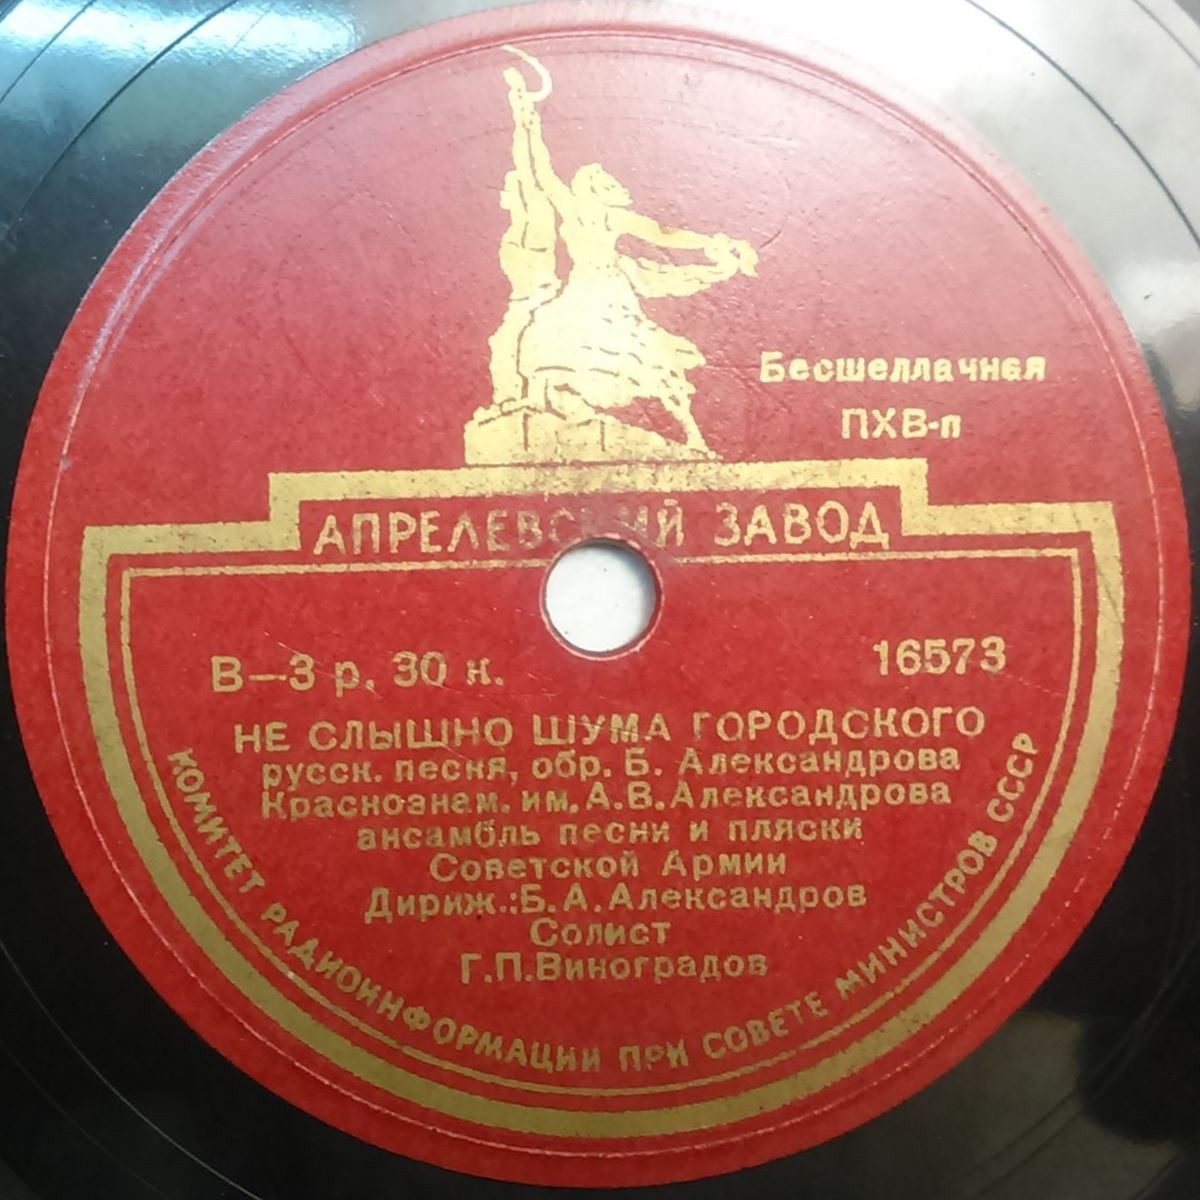 Бесшеллачная
ПХВ-п
АПРЕЛЕВСКИЙ ЗАВОД
В—3 р. 30 к.
16573
НЕ СЛЫШНО ШУМА ГОРОДСКОГО
русск. песня, обр. Б. Александрова
Краснознам. им. А.В.Александрова
ансамбль песни и пляски
Советской Армии
Дириж.: Б.А.Александров
Солист
Г.П.Виноградов
КОМИТЕТ РАДИОИНФОРМАЦИИ ПРИ СОВЕТЕ МИНИСТРОВ СССР